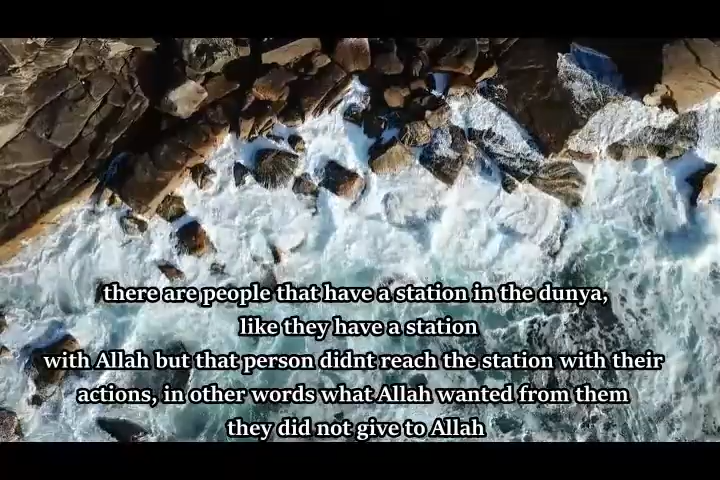 there are people that have a station in the dunya,
like they have a station
with Allah but that person didnt reach the station with their
actions, in other words what Allah wanted from them
they did not give to Allah